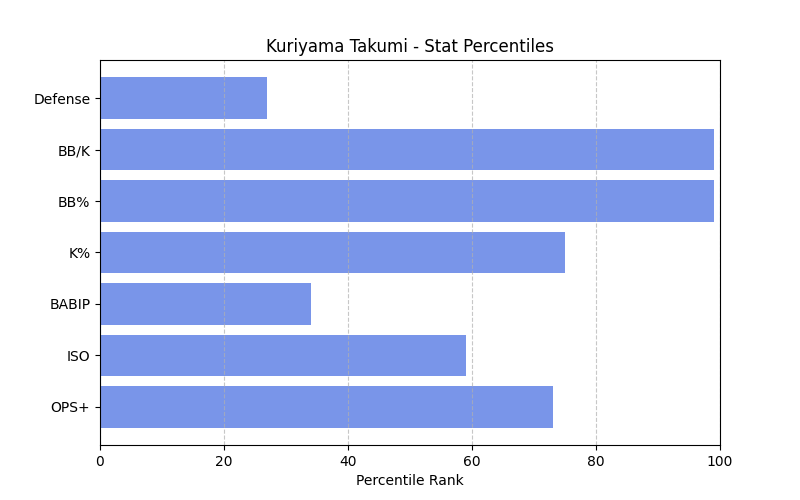 Kuriyama Takumi - Stat Percentiles
Defense
BB/K
BB%
K%
BABIP
ISO
OPS+
0 20 40 60 80 100
Percentile Rank